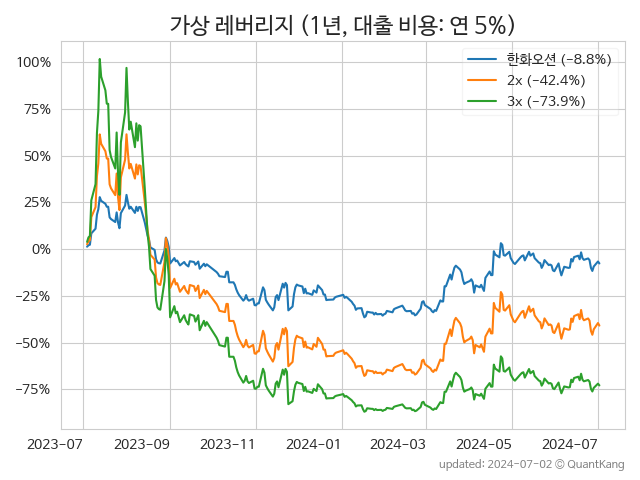 가상 레버리지 (1년, 대출 비용: 연 5%)
한화오션 (−8.8%)
2x (−42.4%)
3x (−73.9%)
100%
75%
50%
25%
0%
−25%
−50%
−75%
2023-07 2023-09 2023-11 2024-01 2024-03 2024-05 2024-07
updated: 2024-07-02 © QuantKang